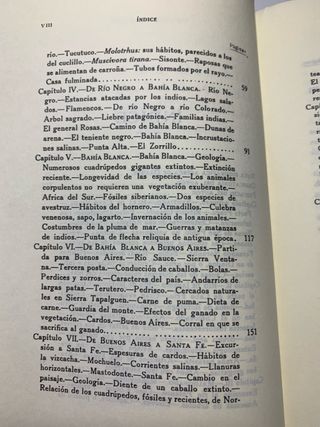 VIII ÍNDICE
Páginas.
río.—Tucutuco.—Molothrus: sus hábitos, parecidos a los
del cuclillo.—Muscivora tirana.—Sisonte.—Raposas que
se alimentan de carroña.—Tubos formados por el rayo.—
Casa fulminada 59
Capítulo IV.—De Río Negro a Bahía Blanca.—Río Ne-
gro.—Estancias atacadas por los indios.—Lagos sala-
dos.—Flamencos.—De río Negro a río Colorado.—
Arbol sagrado.—Liebre patagónica.—Familias indias.—
El general Rosas.—Camino de Bahía Blanca.—Dunas de
arena.—El teniente negro.—Bahía Blanca.—Incrustacio-
nes salinas.—Punta Alta.—El Zorrillo 91
Capítulo V.—Bahía Blanca.—Bahía Blanca.—Geología.—
Numerosos cuadrúpedos gigantes extintos.—Extinción
reciente.—Longevidad de las especies.—Los animales
corpulentos no requieren una vegetación exuberante.—
Africa del Sur.—Fósiles siberianos.—Dos especies de
avestruz.—Hábitos del hornero.—Armadillos.—Culebra
venenosa, sapo, lagarto.—Invernación de los animales.—
Costumbres de la pluma de mar.—Guerras y matanzas
de indios.—Punta de flecha reliquia de antigua época. 117
Capítulo VI.—De Bahía Blanca a Buenos Aires.—Parti-
da para Buenos Aires.—Río Sauce.—Sierra Venta-
na.—Tercera posta.—Conducción de caballos.—Bolas.—
Perdices y zorros.—Caracteres del país.—Andarríos de
largas patas.—Terutero.—Pedrisco.—Cercados naturales
en Sierra Tapalguen.—Carne de puma.—Dieta de
carne.—Guardia del monte.—Efectos del ganado en la
vegetación.—Cardos.—Buenos Aires.—Corral en que se
sacrifica al ganado 151
Capítulo VII.—De Buenos Aires a Santa Fe.—Excur-
sión a Santa Fe.—Espesuras de cardos.—Hábitos de
la vizcacha.—Mochuelo.—Corrientes salinas.—Llanuras
horizontales.—Mastodonte.—Santa Fe.—Cambio en el
paisaje.—Geología.—Diente de un caballo extinto.—
Relación de los cuadrúpedos, fósiles y recientes, de Nor-